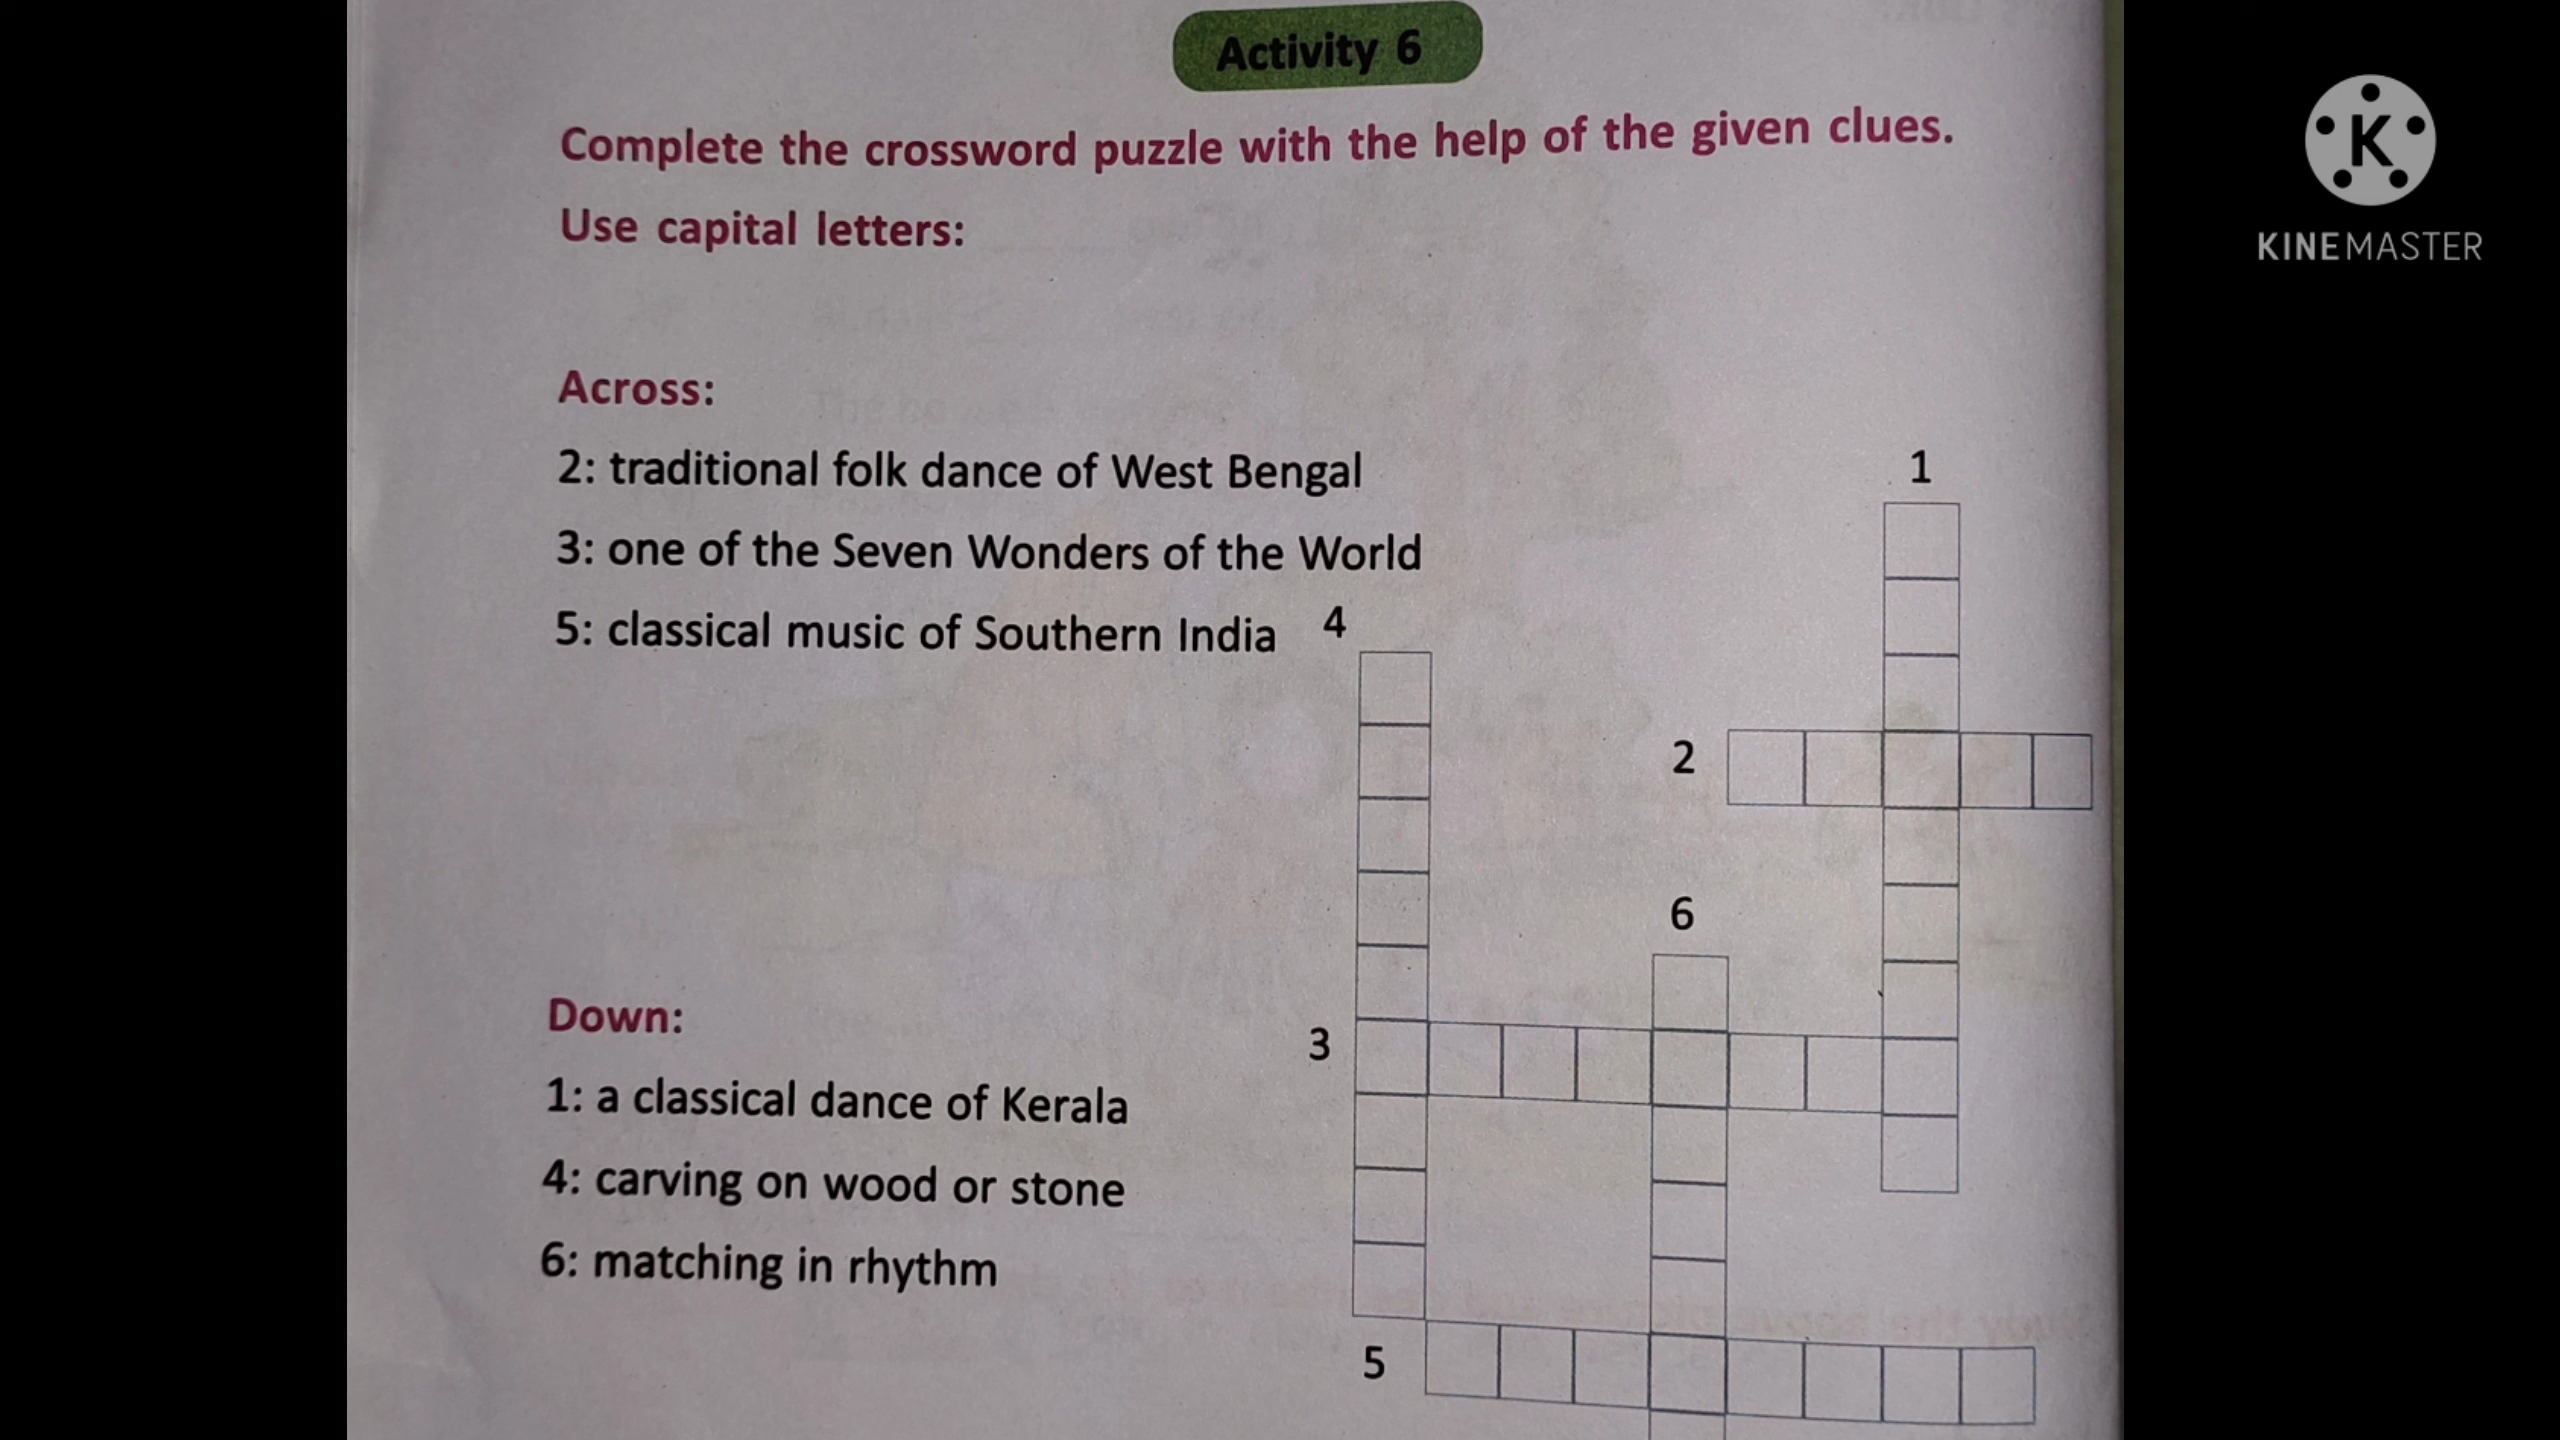 Activity 6
Complete the crossword puzzle with the help of the given clues.
Use capital letters:
Across:
2: traditional folk dance of West Bengal
3: one of the Seven Wonders of the World
5: classical music of Southern India
4
1
2
6
3
5
Down:
1: a classical dance of Kerala
4: carving on wood or stone
6: matching in rhythm
K
KINEMASTER